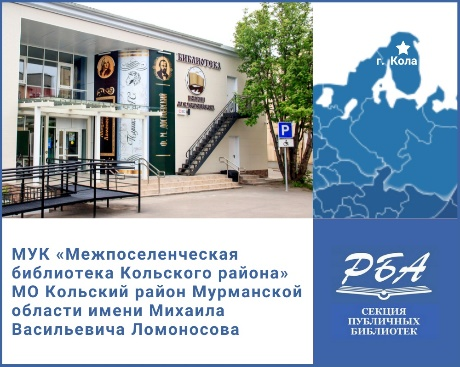 БИБЛИОТЕКА
Ф. М. ДОСТОЕВСКИЙ
P
г. Кола
МУК «Межпоселенческая
библиотека Кольского района»
МО Кольский район Мурманской
области имени Михаила
Васильевича Ломоносова
РБА
СЕКЦИЯ
ПУБЛИЧНЫХ
БИБЛИОТЕК